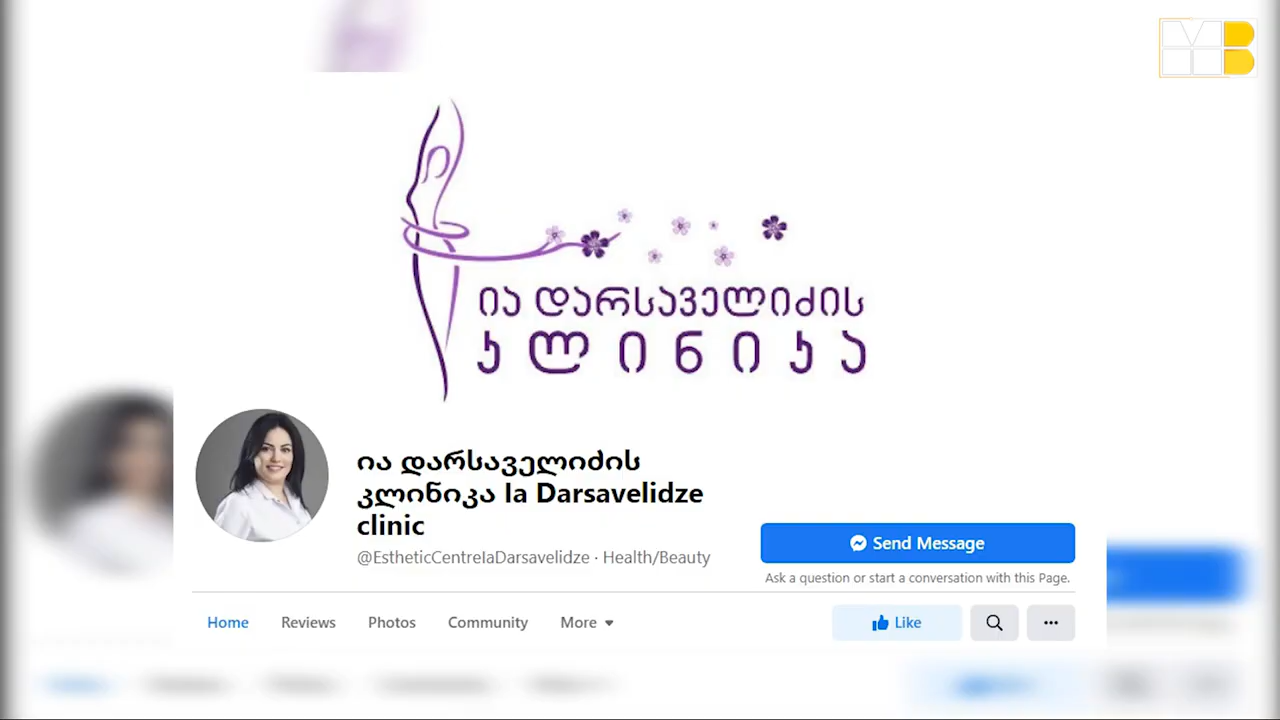 ია დარსაველიძის
კლინიკა
ია დარსაველიძის
კლინიკა Ia Darsavelidze
clinic
@EstheticCentreIaDarsavelidze · Health/Beauty
Send Message
Ask a question or start a conversation with this Page.
Home Reviews Photos Community More
Like